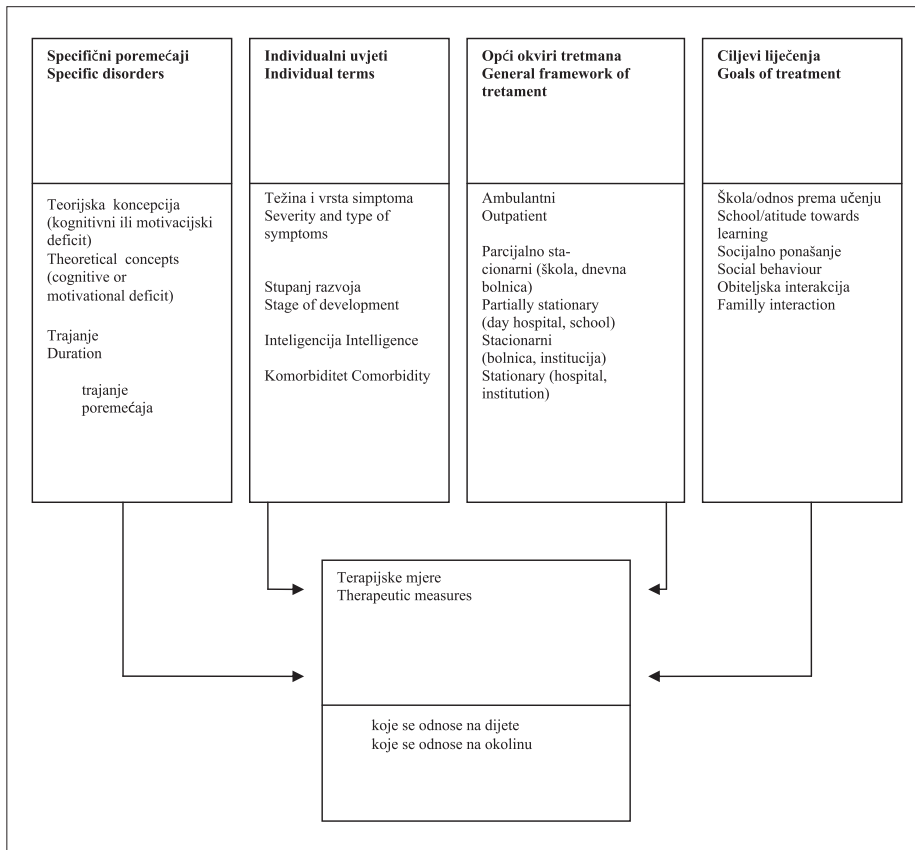 Specifični poremećaji
Specific disorders
Teorijska koncepcija
(kognitivni ili motivacijski
deficit)
Theoretical concepts
(cognitive or
motivational deficit)
Trajanje
Duration
trajanje
poremećaja
Individualni uvjeti
Individual terms
Težina i vrsta simptoma
Severity and type of
symptoms
Stupanj razvoja
Stage of development
Inteligencija Intelligence
Komorbiditet Comorbidity
Opći okviri tretmana
General framework of
tretament
Ambulantni
Outpatient
Parcijalno sta-
cionarni (škola, dnevna
bolnica)
Partially stationary
(day hospital, school)
Stacionarni
(bolnica, institucija)
Stationary (hospital,
institution)
Ciljevi liječenja
Goals of treatment
Škola/odnos prema učenju
School/atitude towards
learning
Socijalno ponašanje
Social behaviour
Obiteljska interakcija
Familly interaction
Terapijske mjere
Therapeutic measures
koje se odnose na dijete
koje se odnose na okolinu